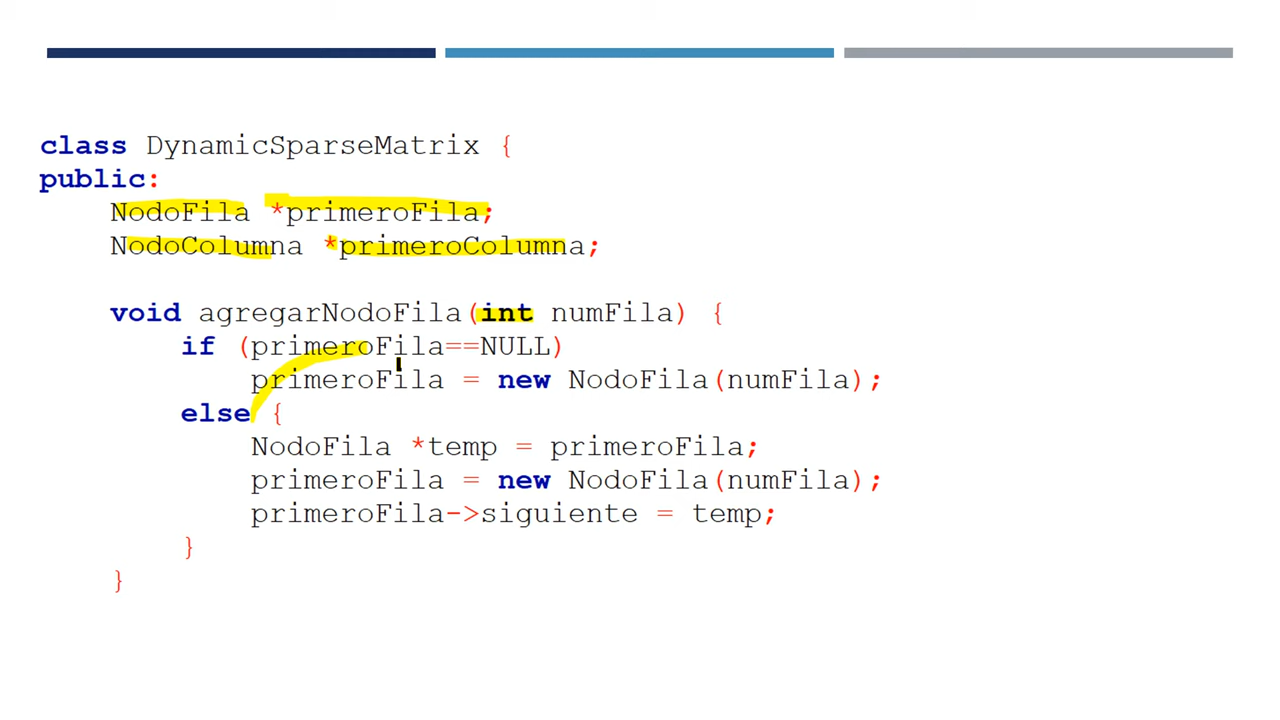 class DynamicSparseMatrix {
public:
NodoFila *primeroFila;
NodoColumna *primeroColumna;
void agregarNodoFila(int numFila) {
if (primeroFila==NULL)
primeroFila = new NodoFila(numFila);
else {
NodoFila *temp = primeroFila;
primeroFila = new NodoFila(numFila);
primeroFila->siguiente = temp;
}
}